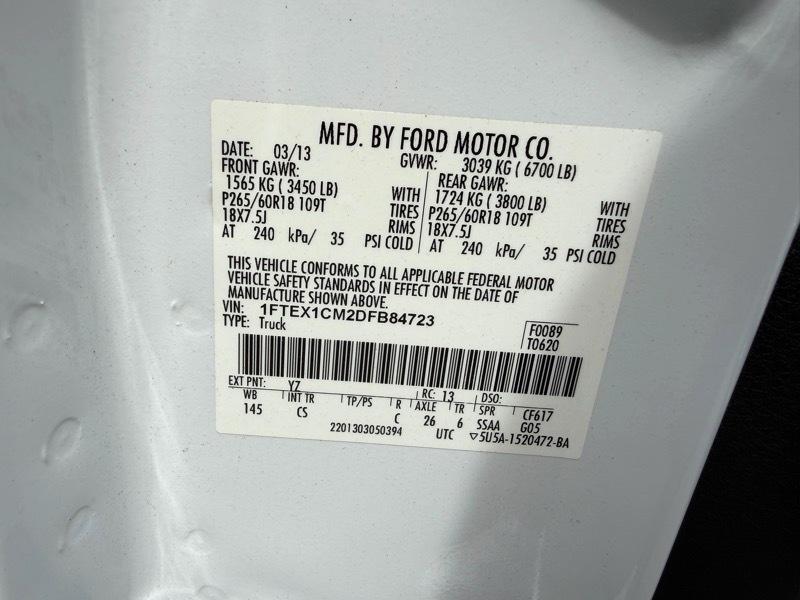 MFD. BY FORD MOTOR CO.
DATE: 03/13 GVWR: 3039 KG ( 6700 LB)
FRONT GAWR: REAR GAWR:
1565 KG ( 3450 LB) WITH 1724 KG ( 3800 LB) WITH
P265/60R18 109T TIRES P265/60R18 109T TIRES
18X7.5J RIMS 18X7.5J RIMS
AT 240 kPa/ 35 PSI COLD AT 240 kPa/ 35 PSI COLD
THIS VEHICLE CONFORMS TO ALL APPLICABLE FEDERAL MOTOR
VEHICLE SAFETY STANDARDS IN EFFECT ON THE DATE OF
MANUFACTURE SHOWN ABOVE.
VIN: 1FTEX1CM2DFB84723
TYPE: Truck F0089
T0620
EXT PNT: YZ RC: 13 DSO:
WB INT TR TP/PS R AXLE TR SPR CF617
145 CS C 26 6 SSAA G05
2201303050394 UTC ▽5U5A-1520472-BA